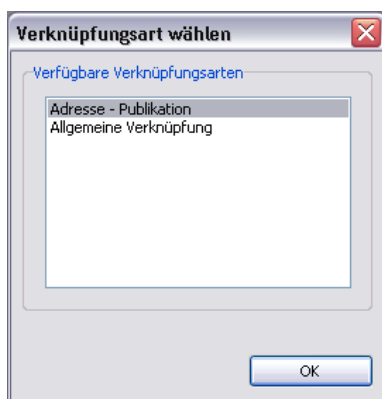 Verknüpfungsart wählen
Verfügbare Verknüpfungsarten
Adresse - Publikation
Allgemeine Verknüpfung
OK